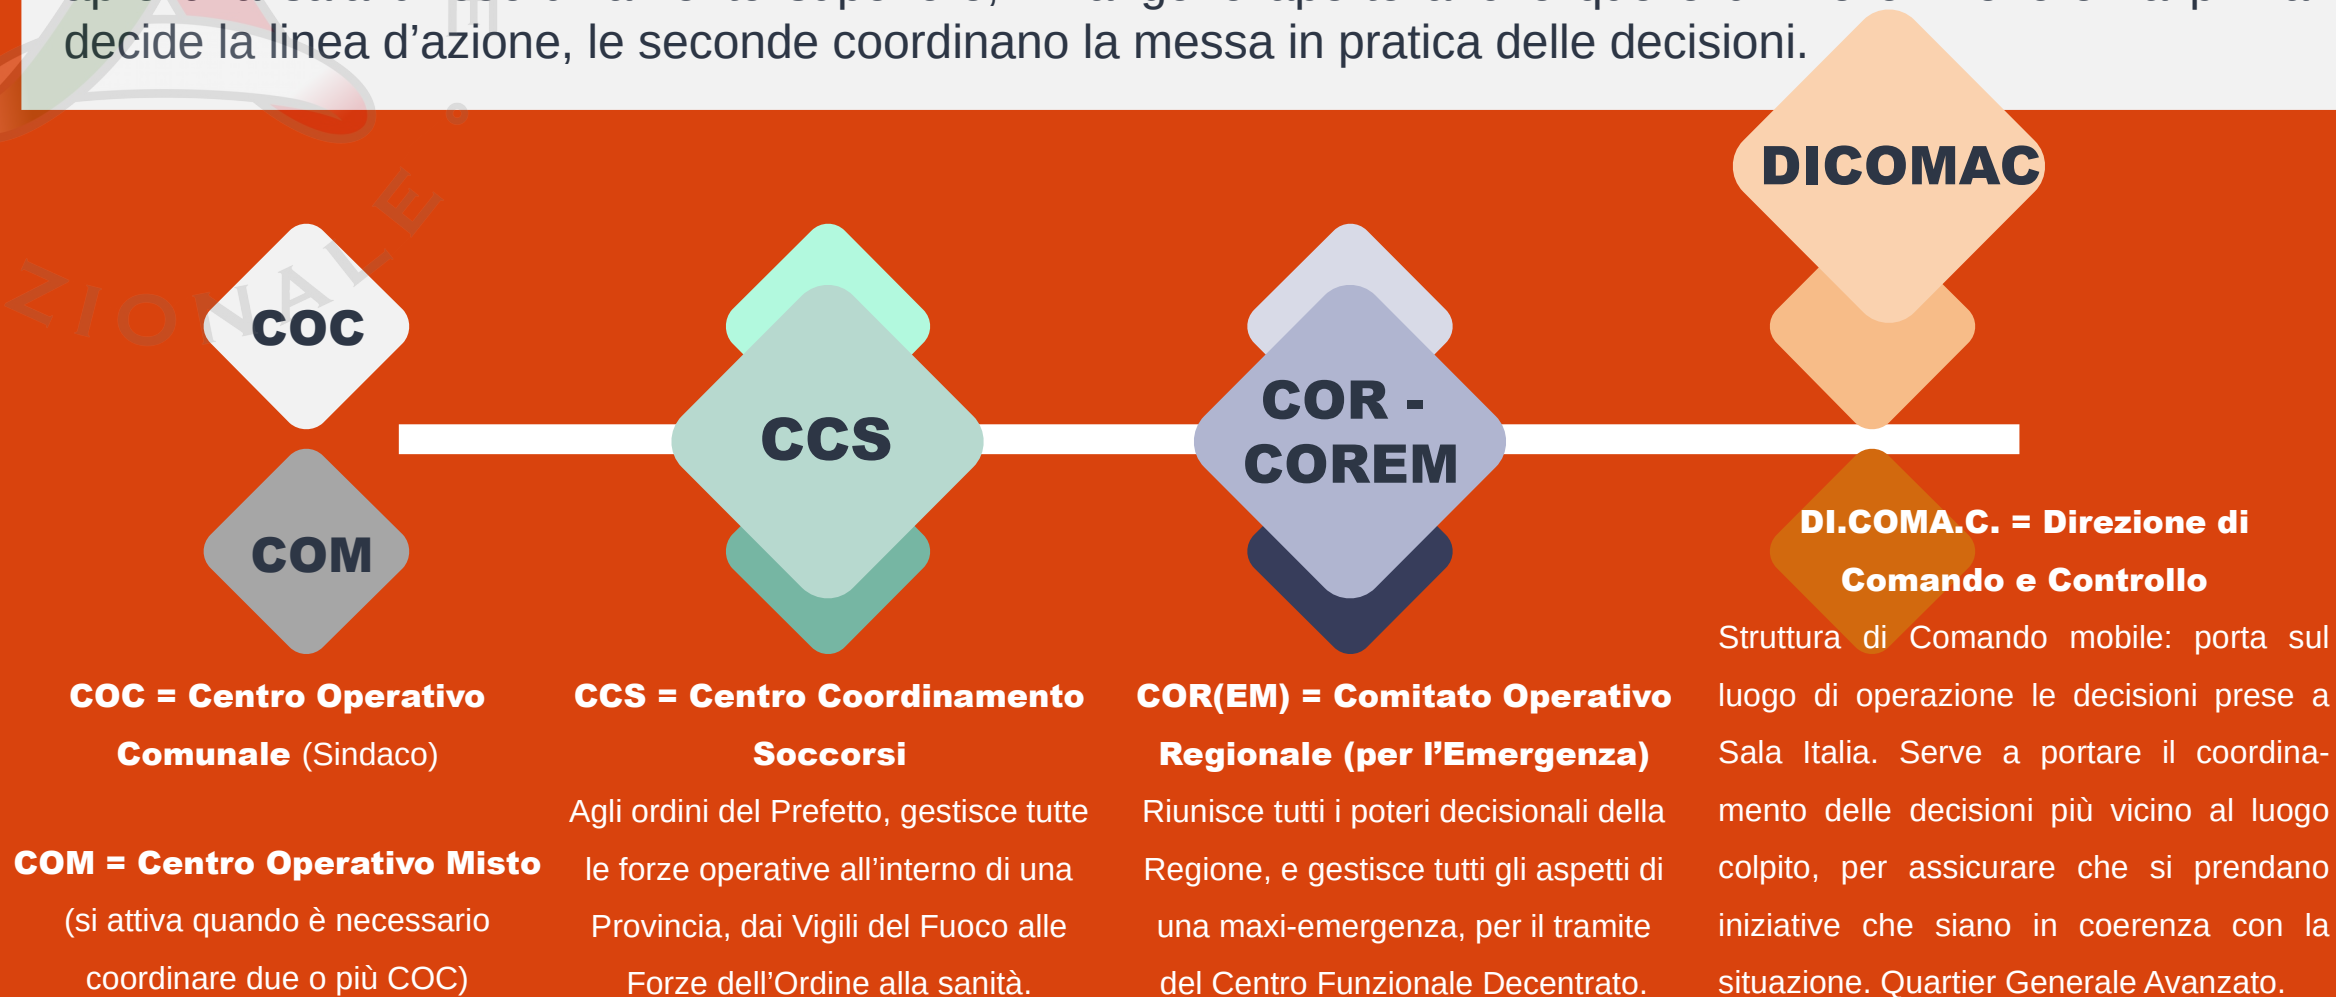 decide la linea d’azione, le seconde coordinano la messa in pratica delle decisioni.
DICOMAC
COC
COM
CCS
COR -
COREM
COC = Centro Operativo
Comunale (Sindaco)
COM = Centro Operativo Misto
(si attiva quando è necessario
coordinare due o più COC)
CCS = Centro Coordinamento
Soccorsi
Agli ordini del Prefetto, gestisce tutte
le forze operative all’interno di una
Provincia, dai Vigili del Fuoco alle
Forze dell’Ordine alla sanità.
COR(EM) = Comitato Operativo
Regionale (per l’Emergenza)
Riunisce tutti i poteri decisionali della
Regione, e gestisce tutti gli aspetti di
una maxi-emergenza, per il tramite
del Centro Funzionale Decentrato.
DI.COMA.C. = Direzione di
Comando e Controllo
Struttura di Comando mobile: porta sul
luogo di operazione le decisioni prese a
Sala Italia. Serve a portare il coordina-
mento delle decisioni più vicino al luogo
colpito, per assicurare che si prendano
iniziative che siano in coerenza con la
situazione. Quartier Generale Avanzato.
ZIONALE